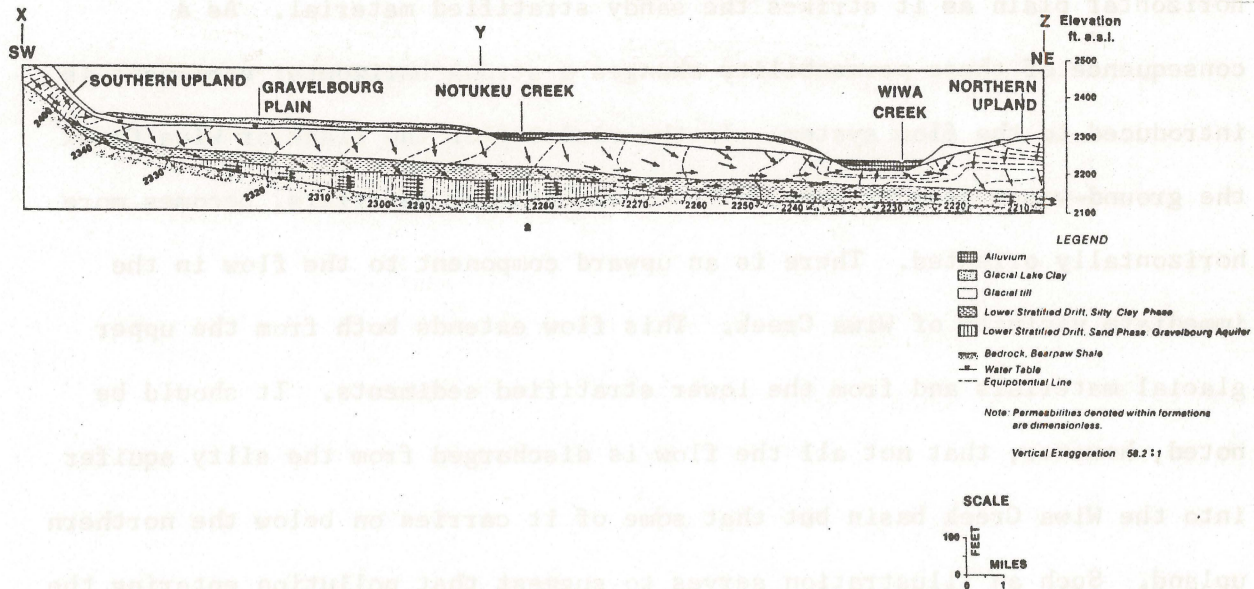 horizontal plain as it strikes the sandy stratified material. As a
X
SW
Z Elevation
ft. a.s.l.
NE
Y
SOUTHERN UPLAND
GRAVELBOURG
PLAIN
NOTUKEU CREEK
WIWA
CREEK
NORTHERN
UPLAND
2500
2400
2300
2200
2100
2400
2340
2330
2320
2310
2300
2280
2260
2270
2260
2250
2240
2230
2220
2210
a
introduced
the ground-
horizontally
There is an upward component to the flow in the
of Wiwa Creek. This flow extends both from the upper
glacial materials and from the lower stratified sediments. It should be
noted, however, that not all the flow is discharged from the silty aquifer
into the Wiwa Creek basin but that some of it carries on below the northern
upland. Such an illustration serves to suggest that pollution entering the
LEGEND
Alluvium
Glacial Lake Clay
Glacial till
Lower Stratified Drift, Silty Clay Phase
Lower Stratified Drift, Sand Phase, Gravelbourg Aquifer
Bedrock, Bearpaw Shale
Water Table
Equipotential Line
Note: Permeabilities denoted within formations
are dimensionless.
Vertical Exaggeration 58.2:1
SCALE
100
FEET
0
MILES
0 1